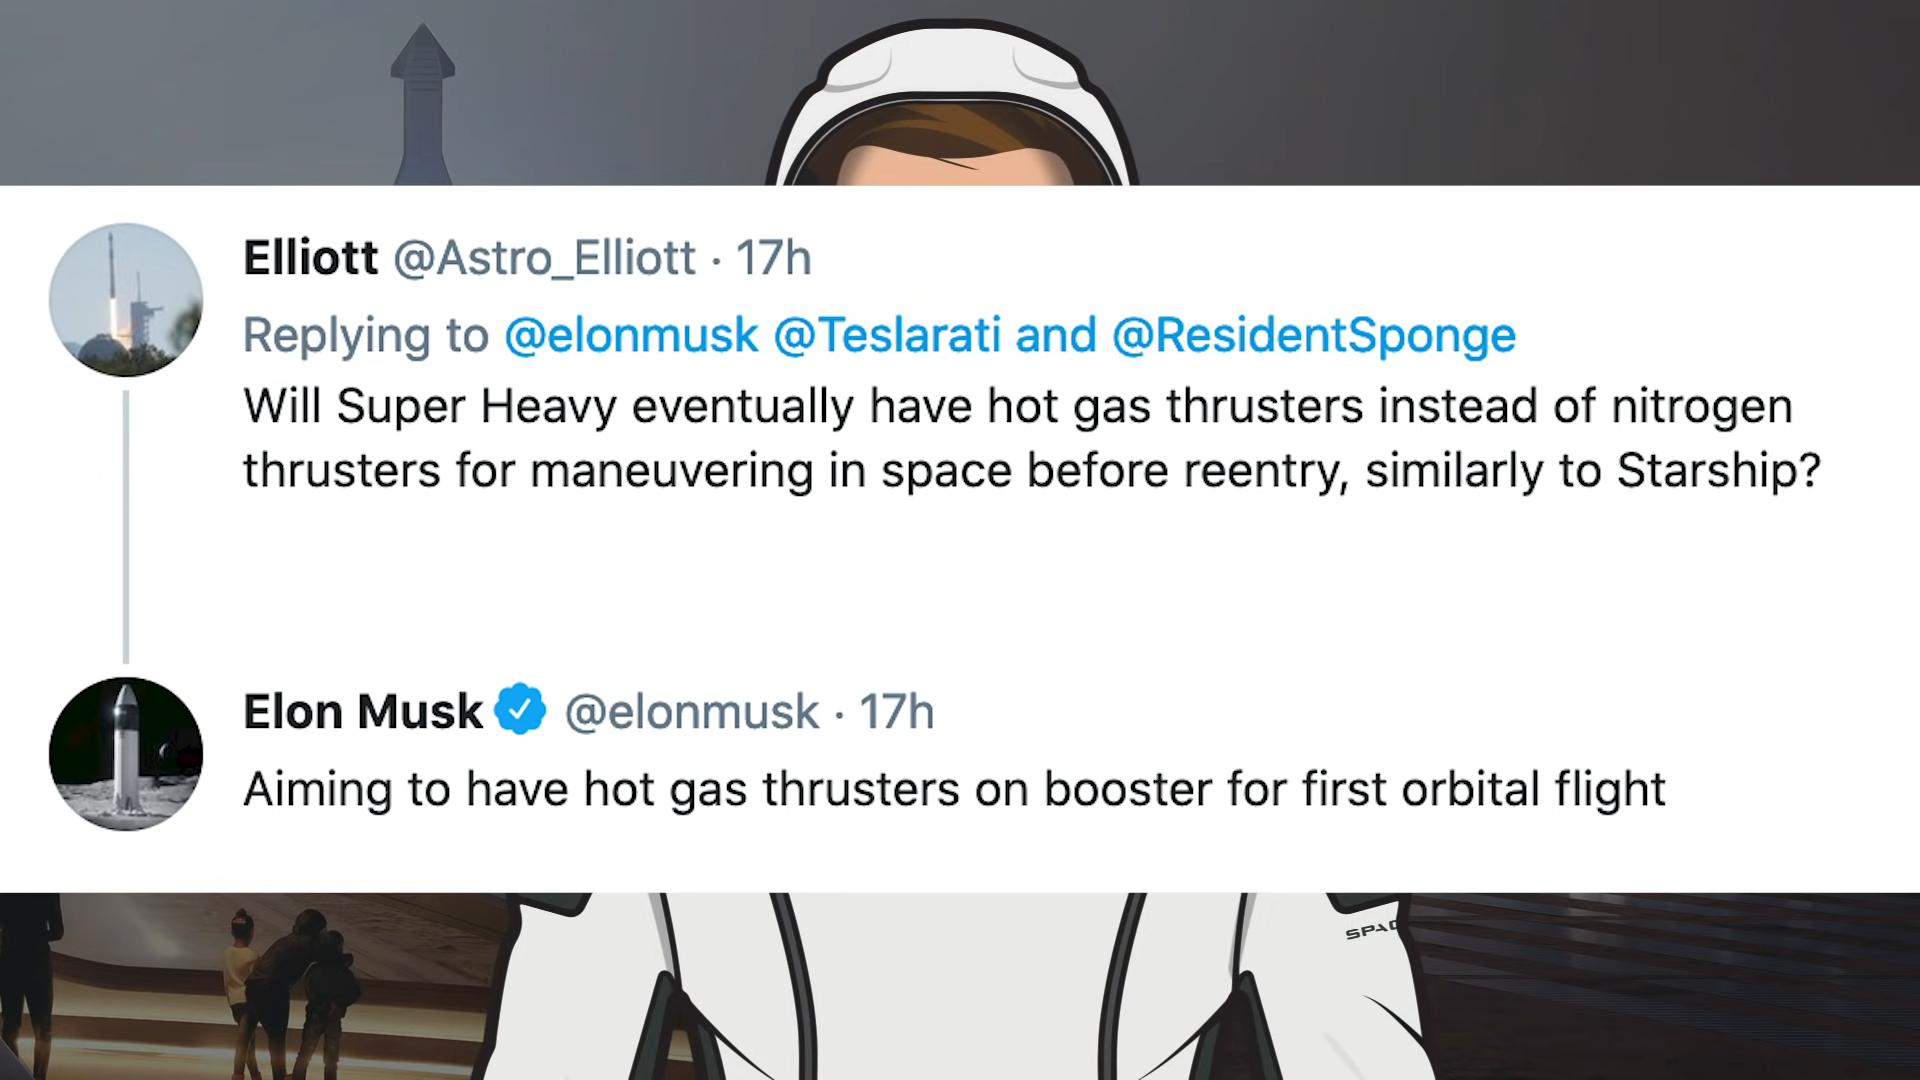 Elliott @Astro_Elliott · 17h
Replying to @elonmusk @Teslarati and @ResidentSponge
Will Super Heavy eventually have hot gas thrusters instead of nitrogen
thrusters for maneuvering in space before reentry, similarly to Starship?
Elon Musk @elonmusk · 17h
Aiming to have hot gas thrusters on booster for first orbital flight
SPAC